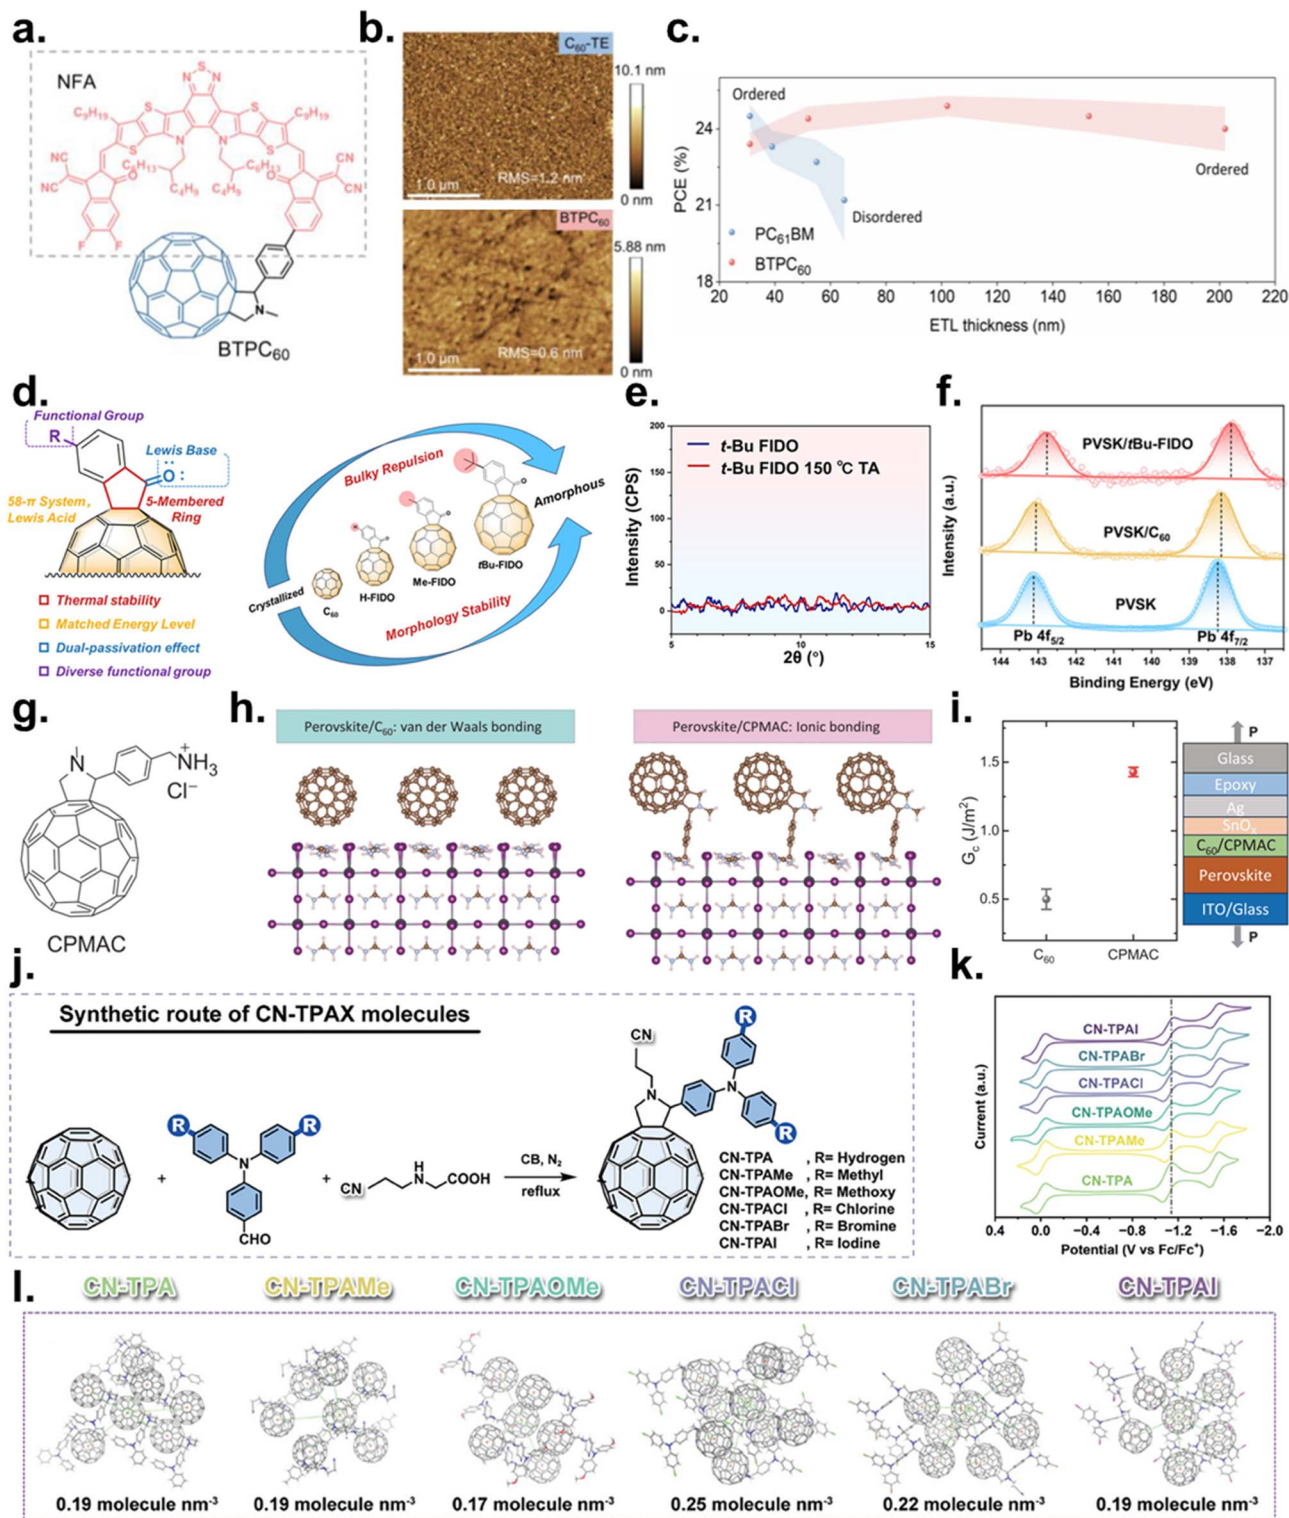 a.
NFA
N S N
C₉H₁₉ S S C₉H₁₉
S N N S
CN O C₆H₁₃ C₆H₁₃ O CN
NC C₄H₉ C₄H₉ CN
F F
N
BTPC₆₀
b.
C₆₀-TE
10.1 nm
1.0 µm RMS=1.2 nm
0 nm
BTPC₆₀
5.88 nm
1.0 µm RMS=0.6 nm
0 nm
c.
Ordered
Ordered
Disordered
PC₆₁BM
BTPC₆₀
PCE (%)
24
21
18
20 40 60 80 100 120 140 160 180 200 220
ETL thickness (nm)
d.
Functional Group
R
Lewis Base
O
58-π System,
Lewis Acid
5-Membered
Ring
Thermal stability
Matched Energy Level
Dual-passivation effect
Diverse functional group
Bulky Repulsion
Amorphous
tBu-FIDO
Me-FIDO
H-FIDO
C₆₀
Crystallized
Morphology Stability
e.
t-Bu FIDO
t-Bu FIDO 150 °C TA
Intensity (CPS)
200
150
100
50
0
5 10 15
2θ (°)
f.
PVSK/tBu-FIDO
PVSK/C₆₀
PVSK
Pb 4f₅/₂ Pb 4f₇/₂
Intensity (a.u.)
144 143 142 141 140 139 138 137
Binding Energy (eV)
g.
N
NH₃⁺
Cl⁻
CPMAC
h.
Perovskite/C₆₀: van der Waals bonding
Perovskite/CPMAC: Ionic bonding
i.
G꜀ (J/m²)
1.5
1.0
0.5
C₆₀ CPMAC
P
Glass
Epoxy
Ag
SnOₓ
C₆₀/CPMAC
Perovskite
ITO/Glass
P
j.
Synthetic route of CN-TPAX molecules
+
R R
N
CHO
+
CN H N COOH
CB, N₂
reflux
CN
N
R
N
R
CN-TPA , R= Hydrogen
CN-TPAMe , R= Methyl
CN-TPAOMe, R= Methoxy
CN-TPACl , R= Chlorine
CN-TPABr , R= Bromine
CN-TPAI , R= Iodine
k.
CN-TPAI
CN-TPABr
CN-TPACl
CN-TPAOMe
CN-TPAMe
CN-TPA
Current (a.u.)
0.4 0.0 −0.4 −0.8 −1.2 −1.6 −2.0
Potential (V vs Fc/Fc⁺)
l.
CN-TPA CN-TPAMe CN-TPAOMe CN-TPACl CN-TPABr CN-TPAI
0.19 molecule nm⁻³ 0.19 molecule nm⁻³ 0.17 molecule nm⁻³ 0.25 molecule nm⁻³ 0.22 molecule nm⁻³ 0.19 molecule nm⁻³